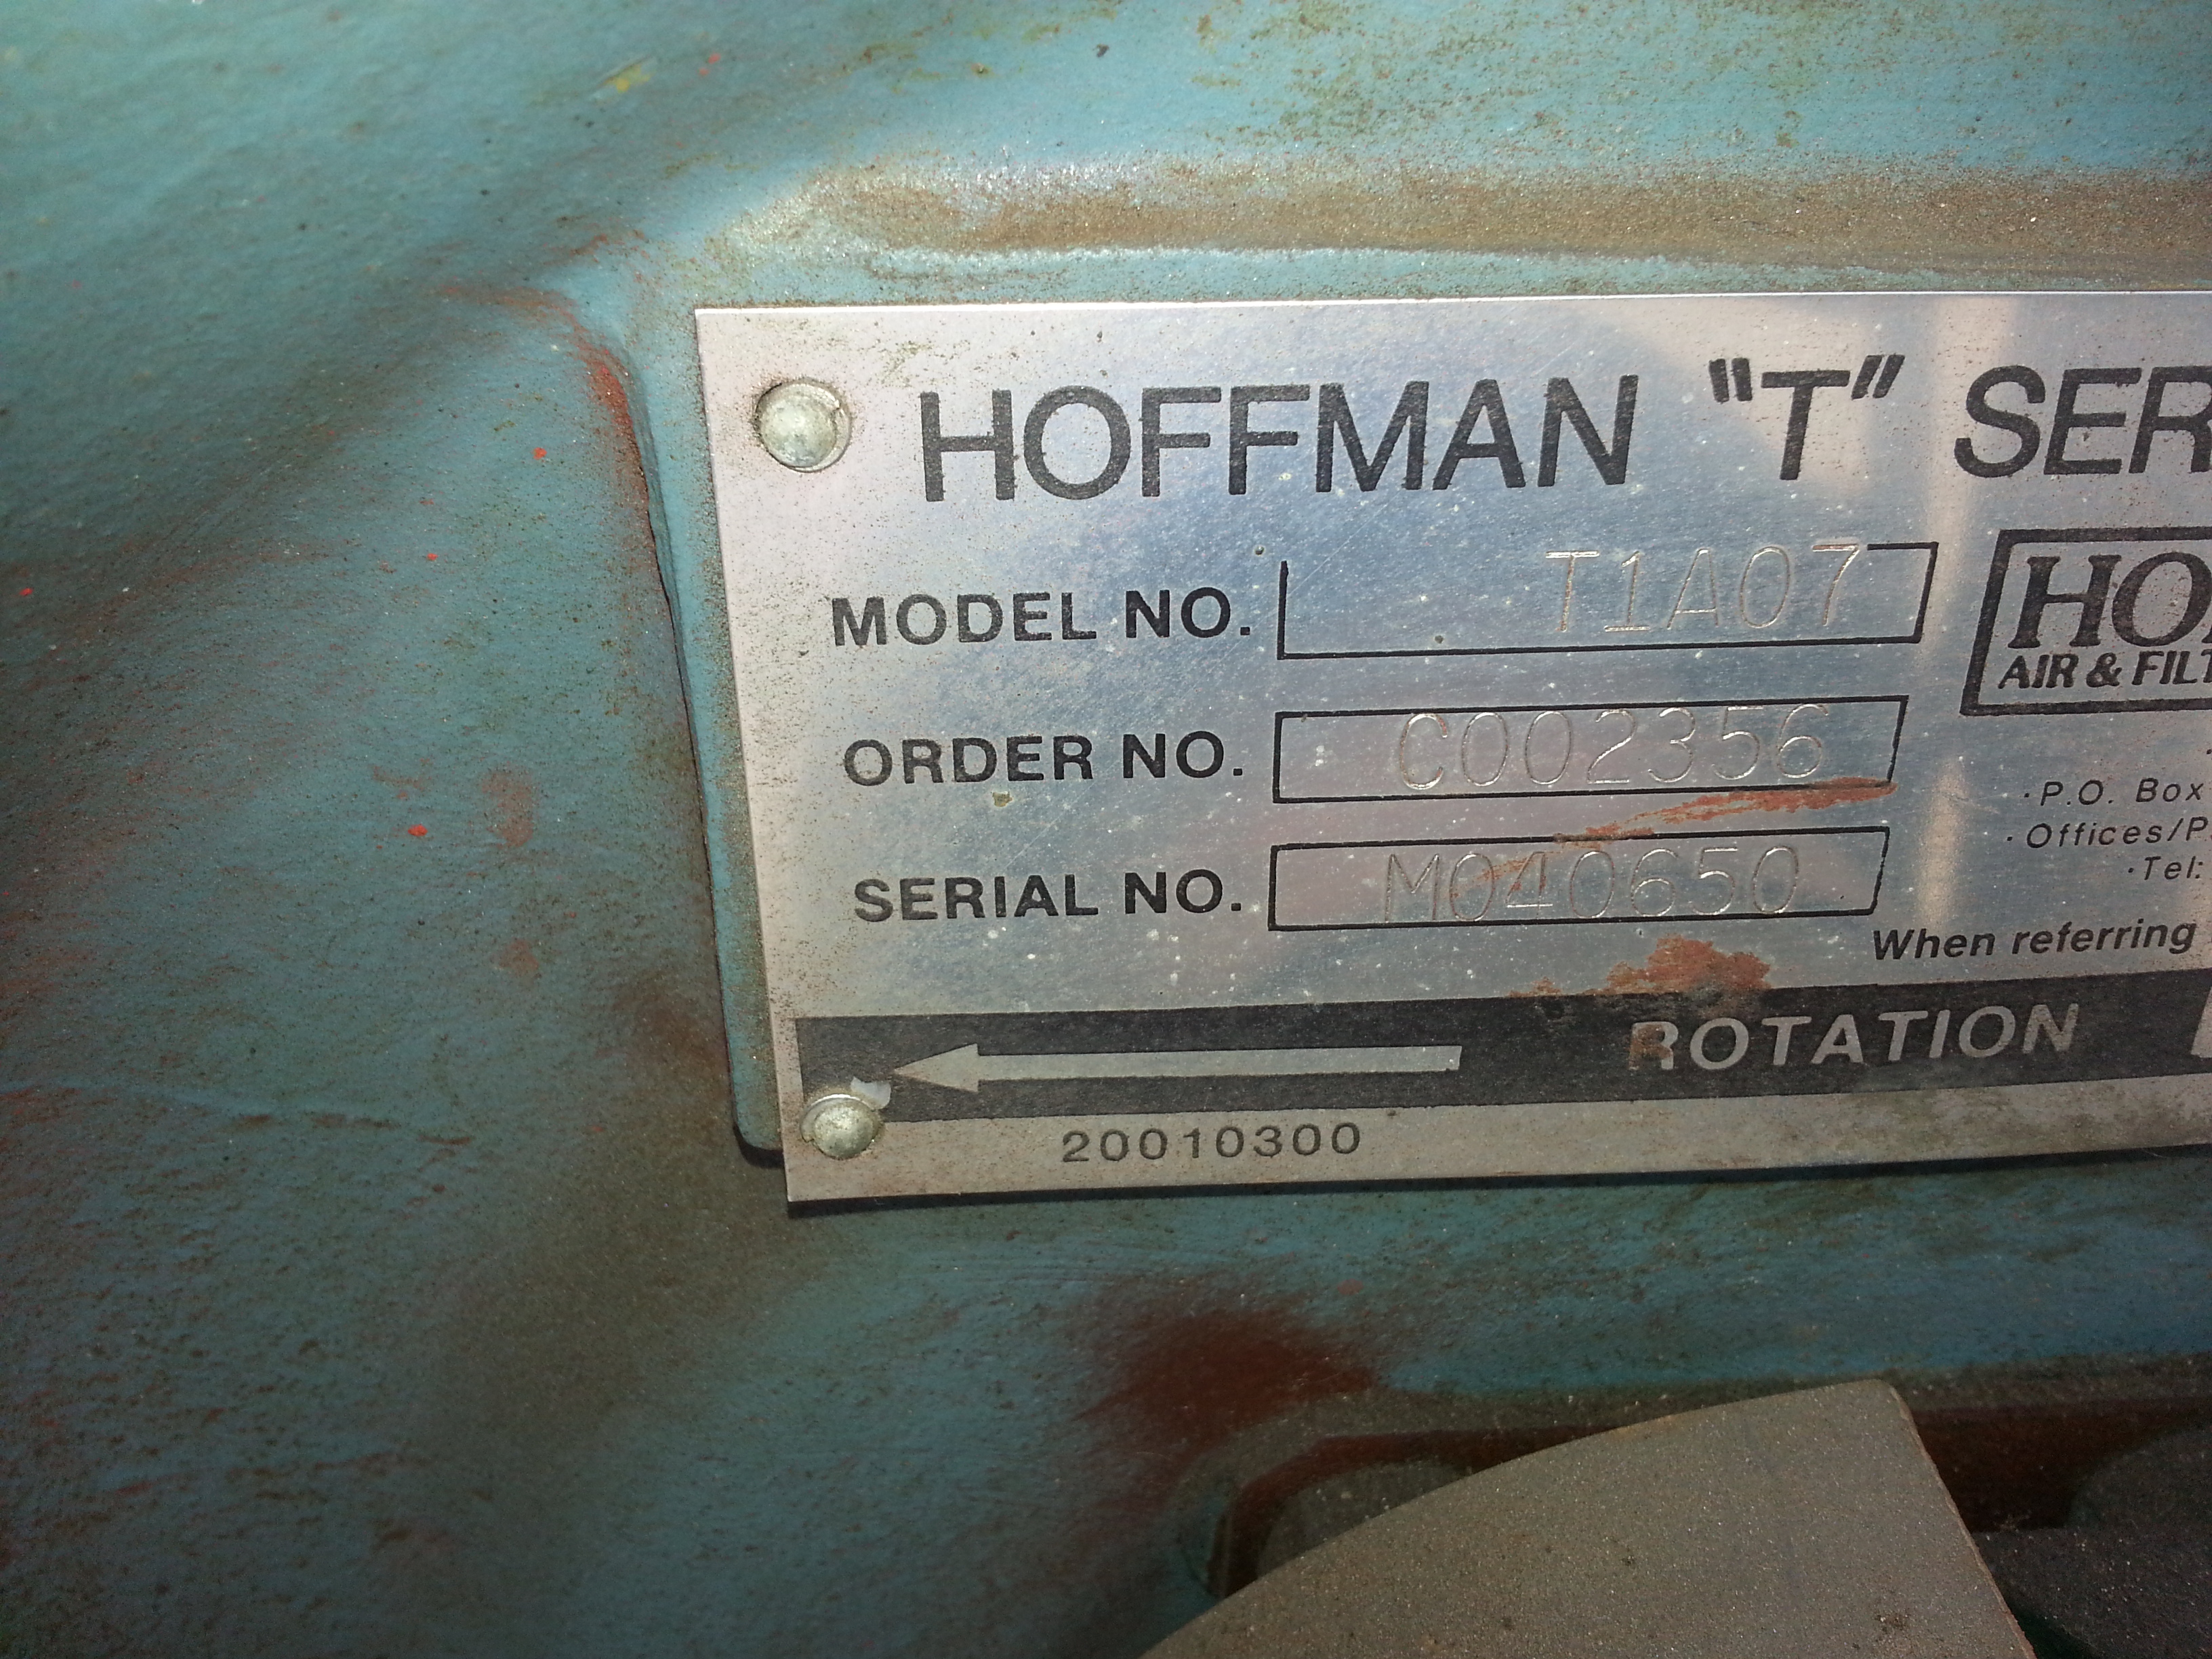 HOFFMAN "T" SER
MODEL NO. T1A07
ORDER NO. C002356
SERIAL NO. M040650
HO
AIR & FILT
·P.O. Box
·Offices/P
·Tel:
When referring
ROTATION
20010300